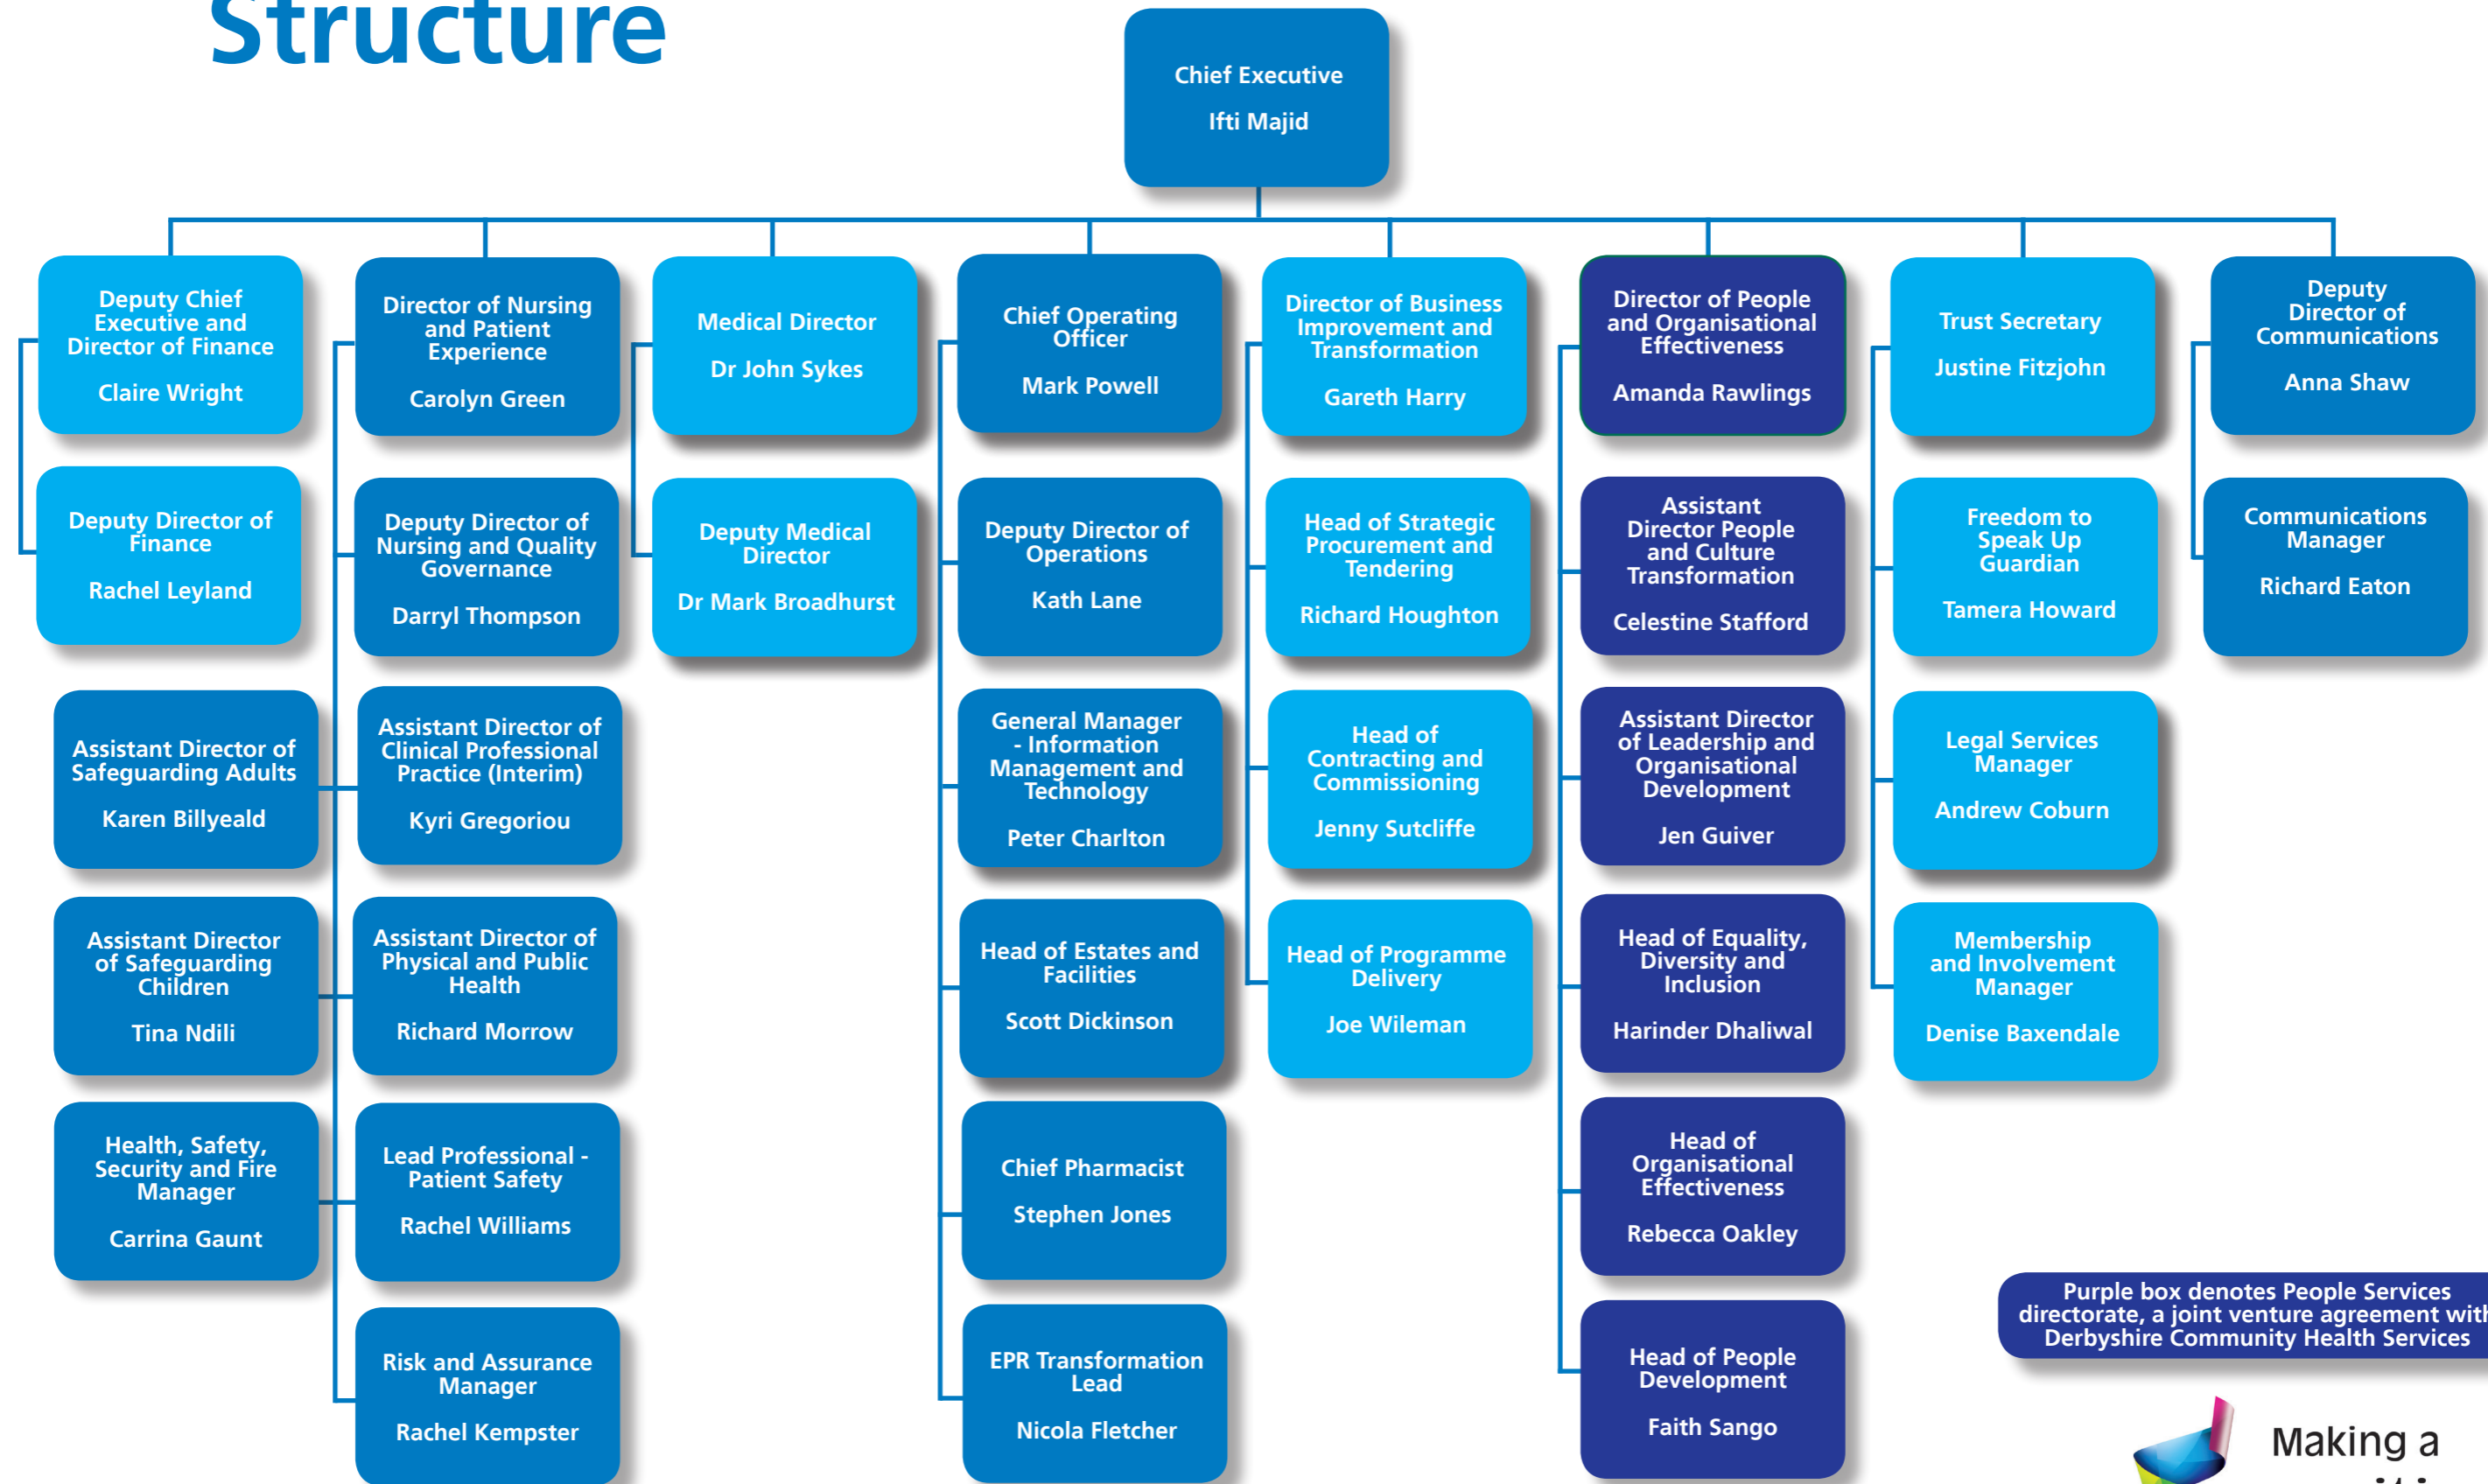 Structure
Chief Executive
Ifti Majid
Deputy Chief
Executive and
Director of Finance
Claire Wright
Director of Nursing
and Patient
Experience
Carolyn Green
Medical Director
Dr John Sykes
Chief Operating
Officer
Mark Powell
Director of Business
Improvement and
Transformation
Gareth Harry
Director of People
and Organisational
Effectiveness
Amanda Rawlings
Trust Secretary
Justine Fitzjohn
Deputy
Director of
Communications
Anna Shaw
Deputy Director of
Finance
Rachel Leyland
Deputy Director of
Nursing and Quality
Governance
Darryl Thompson
Deputy Medical
Director
Dr Mark Broadhurst
Deputy Director of
Operations
Kath Lane
Head of Strategic
Procurement and
Tendering
Richard Houghton
Assistant
Director People
and Culture
Transformation
Celestine Stafford
Freedom to
Speak Up
Guardian
Tamera Howard
Communications
Manager
Richard Eaton
Assistant Director of
Safeguarding Adults
Karen Billyeald
Assistant Director of
Clinical Professional
Practice (Interim)
Kyri Gregoriou
General Manager
- Information
Management and
Technology
Peter Charlton
Head of
Contracting and
Commissioning
Jenny Sutcliffe
Assistant Director
of Leadership and
Organisational
Development
Jen Guiver
Legal Services
Manager
Andrew Coburn
Assistant Director
of Safeguarding
Children
Tina Ndili
Assistant Director of
Physical and Public
Health
Richard Morrow
Head of Estates and
Facilities
Scott Dickinson
Head of Programme
Delivery
Joe Wileman
Head of Equality,
Diversity and
Inclusion
Harinder Dhaliwal
Membership
and Involvement
Manager
Denise Baxendale
Health, Safety,
Security and Fire
Manager
Carrina Gaunt
Lead Professional -
Patient Safety
Rachel Williams
Chief Pharmacist
Stephen Jones
Head of
Organisational
Effectiveness
Rebecca Oakley
Risk and Assurance
Manager
Rachel Kempster
EPR Transformation
Lead
Nicola Fletcher
Head of People
Development
Faith Sango
Purple box denotes People Services
directorate, a joint venture agreement with
Derbyshire Community Health Services
Making a